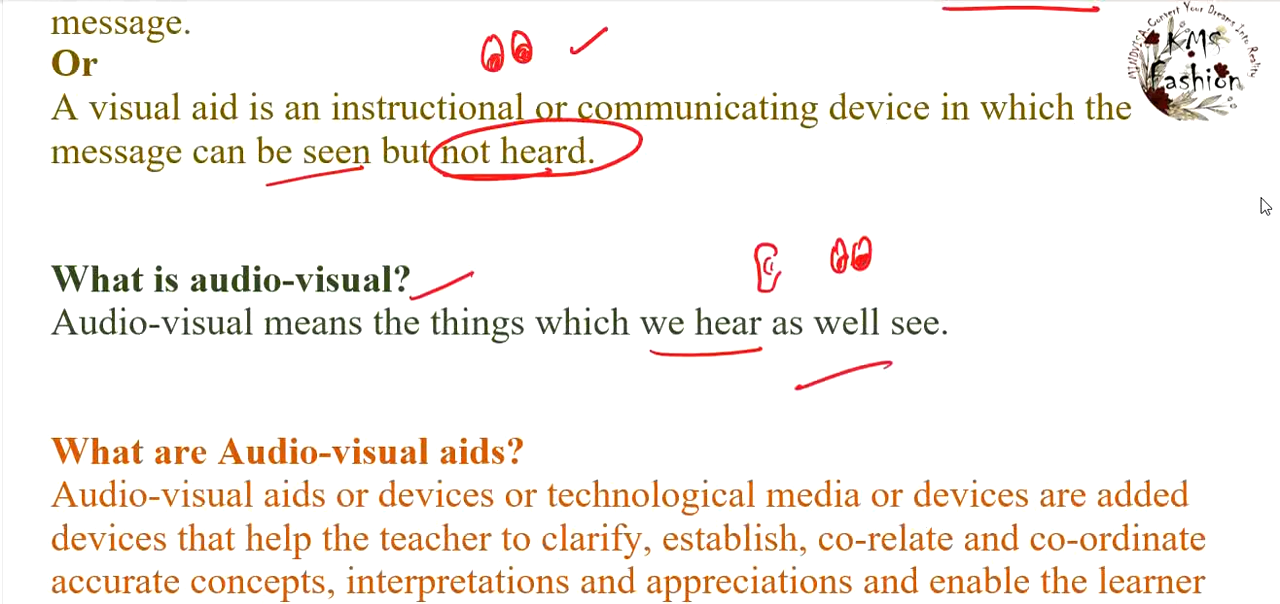 message.
Or
A visual aid is an instructional or communicating device in which the
message can be seen but not heard.
What is audio-visual?
Audio-visual means the things which we hear as well see.
What are Audio-visual aids?
Audio-visual aids or devices or technological media or devices are added
devices that help the teacher to clarify, establish, co-relate and co-ordinate
accurate concepts, interpretations and appreciations and enable the learner
Convert Your Dreams Into Reality
KMS
Fashion